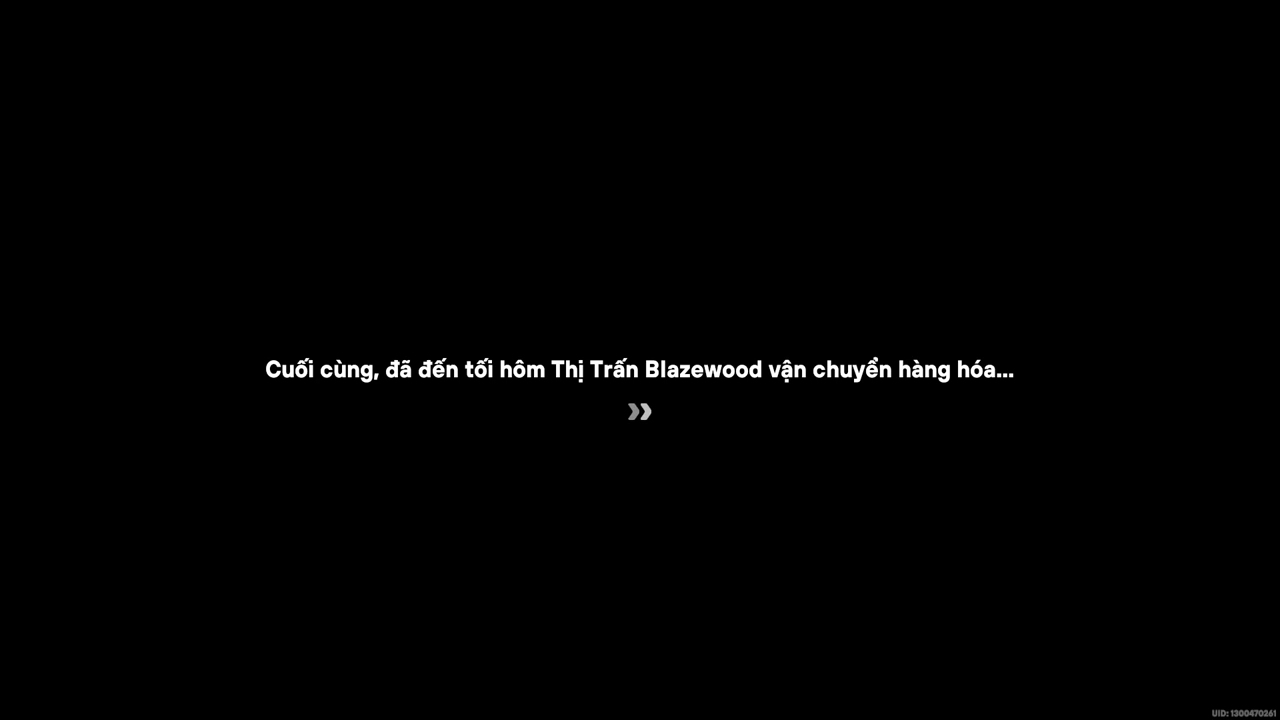 Cuối cùng, đã đến tối hôm Thị Trấn Blazewood vận chuyển hàng hóa...
UID: 1300470261